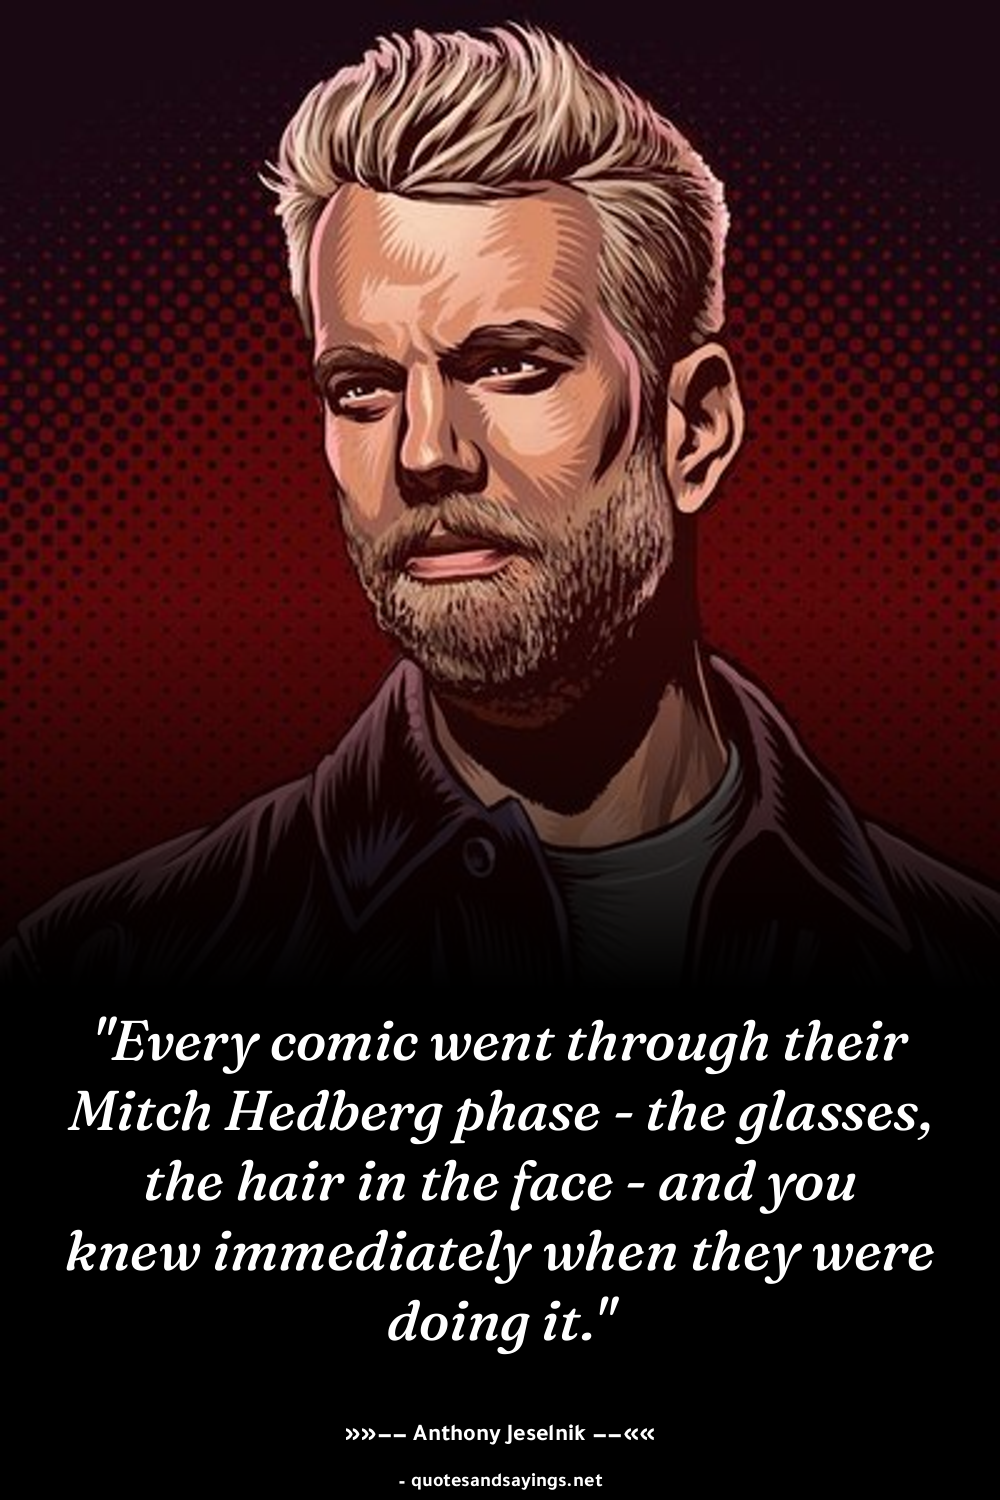 "Every comic went through their
Mitch Hedberg phase - the glasses,
the hair in the face - and you
knew immediately when they were
doing it."
»»–– Anthony Jeselnik ––««
- quotesandsayings.net